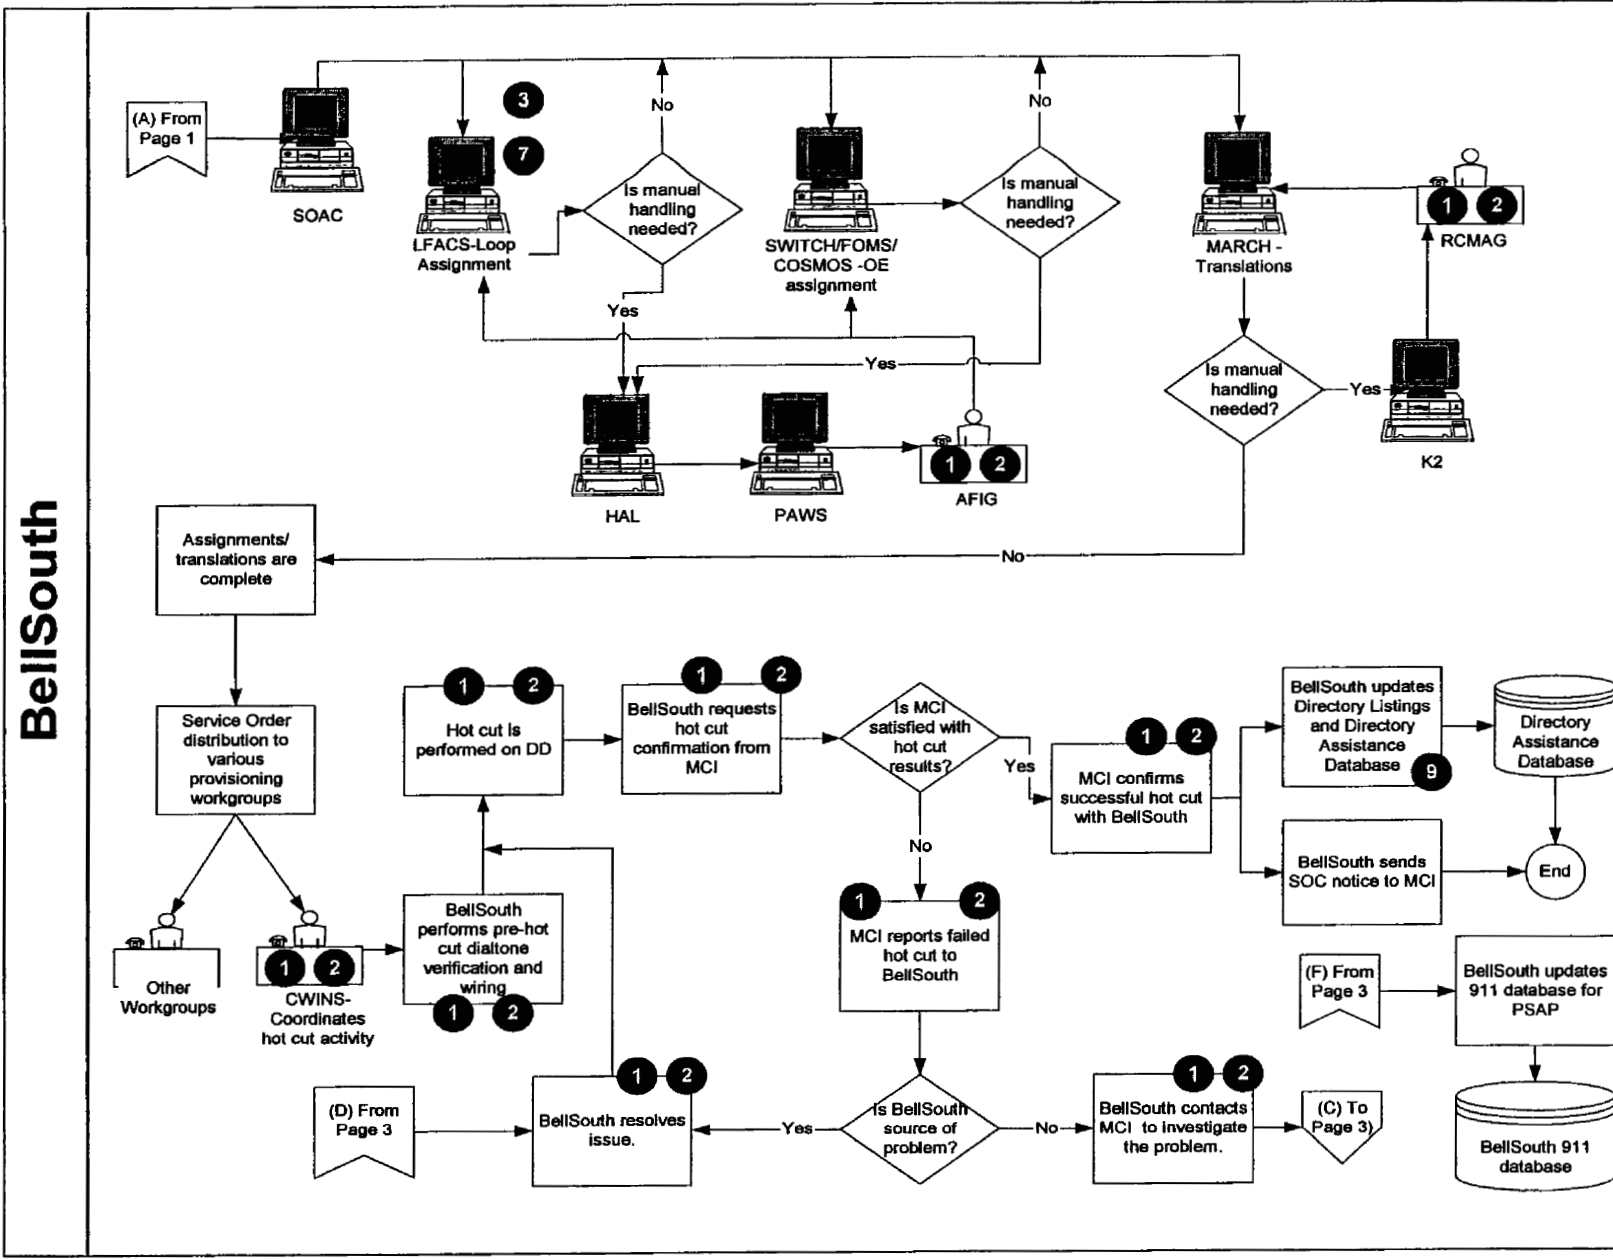 BellSouth
(A) From
Page 1
SOAC
3
7
LFACS-Loop
Assignment
Is manual
handling
needed?
No
Yes
SWITCH/FOMS/
COSMOS -OE
assignment
Is manual
handling
needed?
No
Yes
MARCH -
Translations
1 2
RCMAG
Is manual
handling
needed?
Yes
K2
No
HAL
PAWS
1 2
AFIG
Assignments/
translations are
complete
Service Order
distribution to
various
provisioning
workgroups
Other
Workgroups
1 2
CWINS-
Coordinates
hot cut activity
BellSouth
performs pre-hot
cut dialtone
verification and
wiring
1 2
1 2
Hot cut is
performed on DD
1 2
BellSouth requests
hot cut
confirmation from
MCI
Is MCI
satisfied with
hot cut
results?
Yes
No
1 2
MCI confirms
successful hot cut
with BellSouth
BellSouth updates
Directory Listings
and Directory
Assistance
Database
9
Directory
Assistance
Database
BellSouth sends
SOC notice to MCI
End
1 2
MCI reports failed
hot cut to
BellSouth
(F) From
Page 3
BellSouth updates
911 database for
PSAP
BellSouth 911
database
(D) From
Page 3
1 2
BellSouth resolves
issue.
Yes
Is BellSouth
source of
problem?
No
1 2
BellSouth contacts
MCI to investigate
the problem.
(C) To
Page 3)